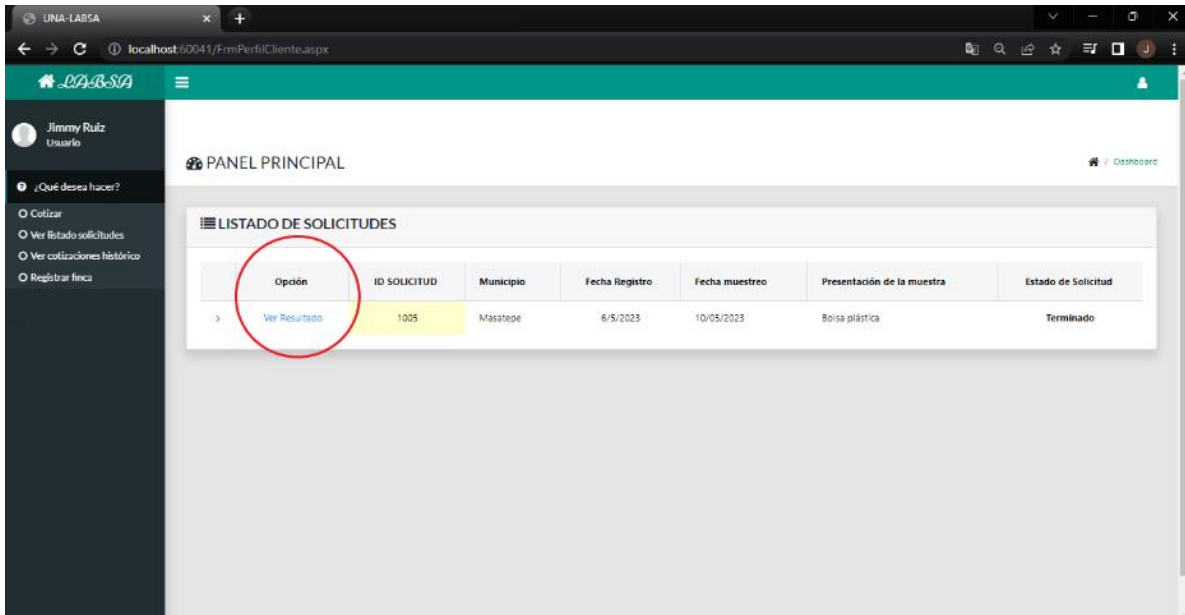 UNA-LABSA
localhost:60041/FrmPerfilCliente.aspx
J
LABSA
Jimmy Ruiz
Usuario
PANEL PRINCIPAL
/ Dashboard
¿Qué desea hacer?
Cotizar
Ver listado solicitudes
Ver cotizaciones histórico
Registrar finca
LISTADO DE SOLICITUDES
Opción ID SOLICITUD Municipio Fecha Registro Fecha muestreo Presentación de la muestra Estado de Solicitud
Ver Resultado 1005 Masatepe 6/5/2023 10/05/2023 Bolsa plástica Terminado